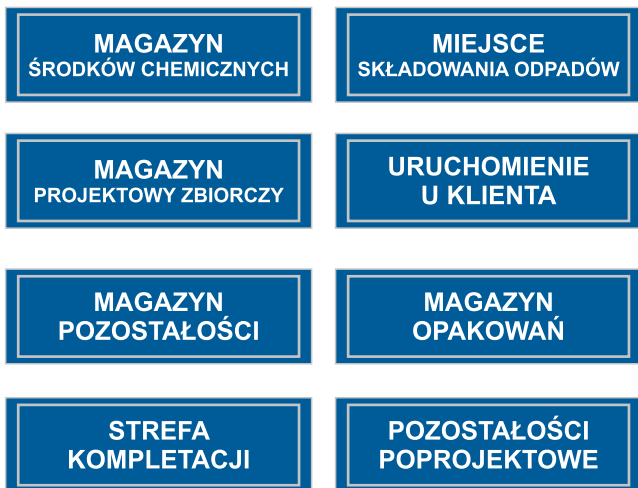 MAGAZYN
ŚRODKÓW CHEMICZNYCH
MIEJSCE
SKŁADOWANIA ODPADÓW
MAGAZYN
PROJEKTOWY ZBIORCZY
URUCHOMIENIE
U KLIENTA
MAGAZYN
POZOSTAŁOŚCI
MAGAZYN
OPAKOWAŃ
STREFA
KOMPLETACJI
POZOSTAŁOŚCI
POPROJEKTOWE